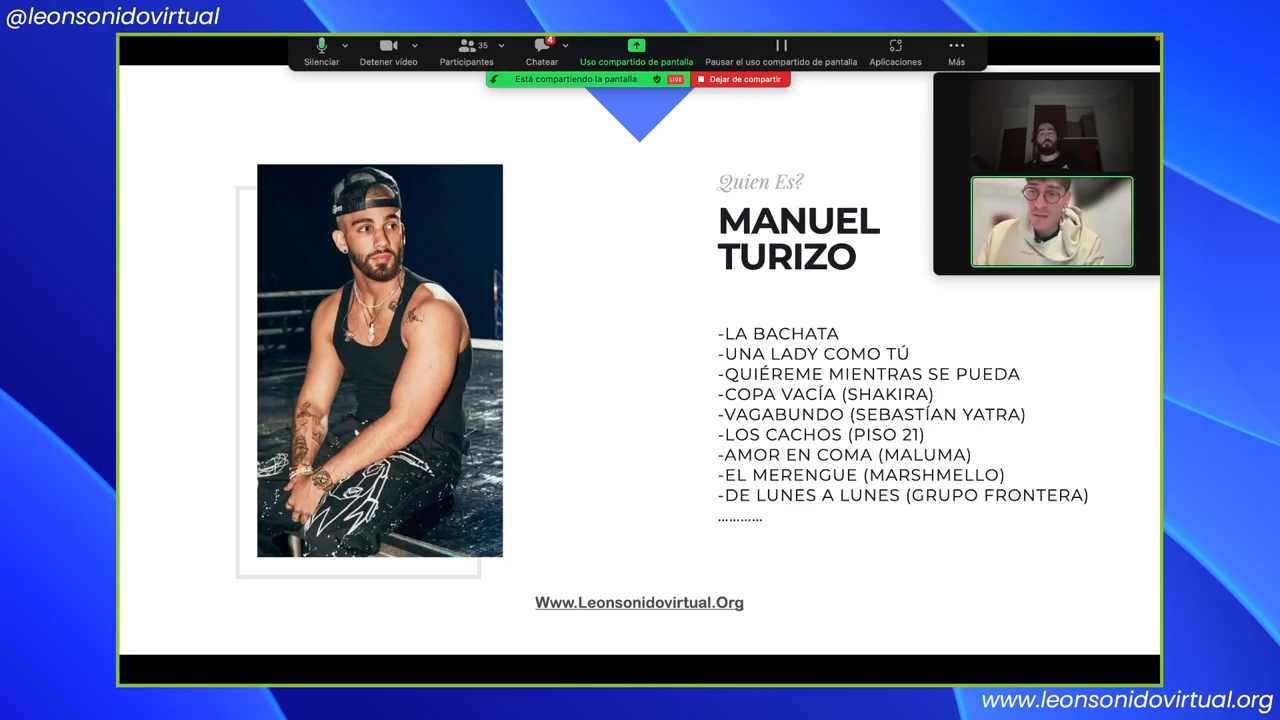 @leonsonidovirtual
Silenciar
Detener vídeo
35
Participantes
4
Chatear
Uso compartido de pantalla
Pausar el uso compartido de pantalla
Aplicaciones
Más
Está compartiendo la pantalla
LIVE
Dejar de compartir
Quien Es?
MANUEL
TURIZO
-LA BACHATA
-UNA LADY COMO TÚ
-QUIÉREME MIENTRAS SE PUEDA
-COPA VACÍA (SHAKIRA)
-VAGABUNDO (SEBASTÍAN YATRA)
-LOS CACHOS (PISO 21)
-AMOR EN COMA (MALUMA)
-EL MERENGUE (MARSHMELLO)
-DE LUNES A LUNES (GRUPO FRONTERA)
............
Www.Leonsonidovirtual.Org
www.leonsonidovirtual.org